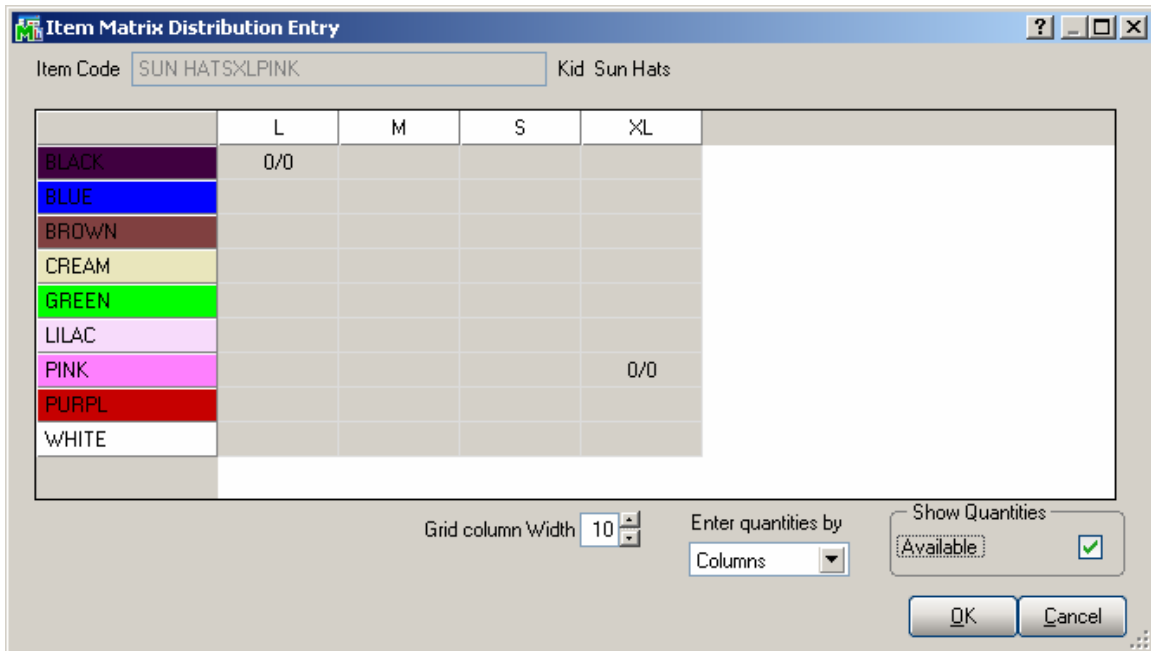 Item Matrix Distribution Entry
Item Code SUN HATSXLPINK Kid Sun Hats
L M S XL
BLACK 0/0
BLUE
BROWN
CREAM
GREEN
LILAC
PINK 0/0
PURPL
WHITE
Grid column Width 10 Enter quantities by Show Quantities
Columns Available
OK Cancel